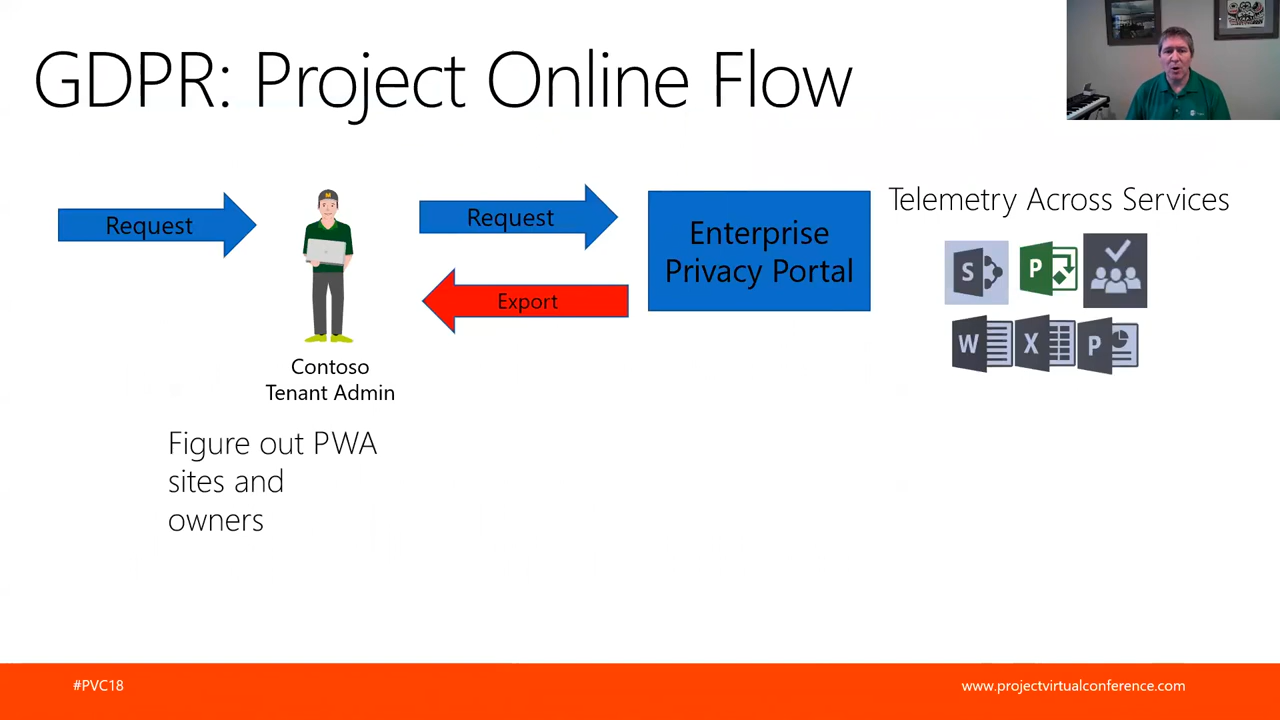 GDPR: Project Online Flow
Request
Request
Export
Enterprise
Privacy Portal
Telemetry Across Services
S
P
W
X
P
M
Contoso
Tenant Admin
Figure out PWA
sites and
owners
#PVC18
www.projectvirtualconference.com